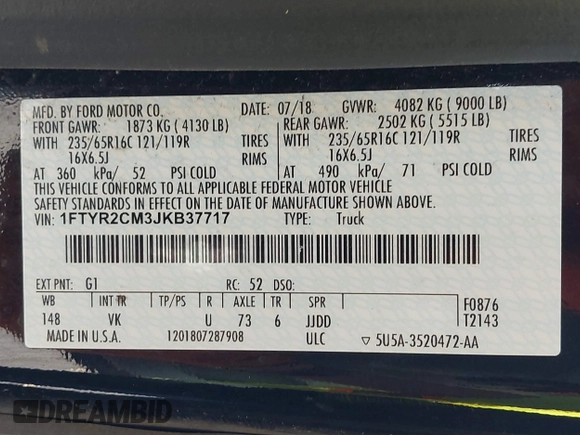 MFD. BY FORD MOTOR CO. DATE: 07/18 GVWR: 4082 KG ( 9000 LB)
FRONT GAWR: 1873 KG ( 4130 LB) REAR GAWR: 2502 KG ( 5515 LB)
WITH 235/65R16C 121/119R TIRES WITH 235/65R16C 121/119R TIRES
16X6.5J RIMS 16X6.5J RIMS
AT 360 kPa/ 52 PSI COLD AT 490 kPa/ 71 PSI COLD
THIS VEHICLE CONFORMS TO ALL APPLICABLE FEDERAL MOTOR VEHICLE
SAFETY AND THEFT PREVENTION STANDARDS IN EFFECT ON THE DATE OF MANUFACTURE SHOWN ABOVE.
VIN: 1FTYR2CM3JKB37717 TYPE: Truck
EXT PNT: G1 RC: 52 DSO:
WB INT TR TP/PS R AXLE TR SPR F0876
148 VK U 73 6 JJDD T2143
MADE IN U.S.A. 1201807287908 ULC ▽ 5U5A-3520472-AA
DREAMBID